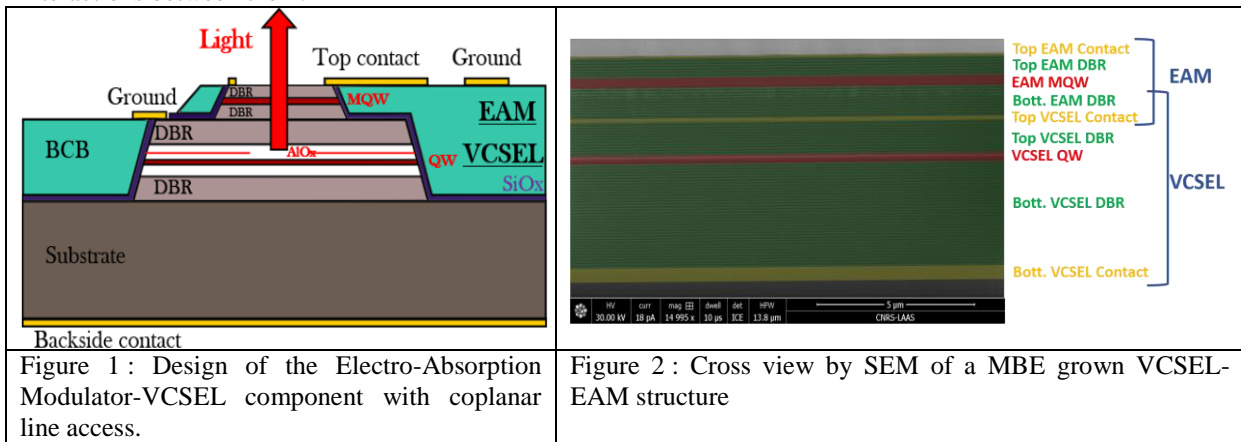 Light
Top contact
Ground
Ground
DBR
MQW
DBR
EAM
DBR
BCB
AlOx
VCSEL
QW
SiOx
DBR
Substrate
Backside contact
Top EAM Contact
Top EAM DBR
EAM MQW
Bott. EAM DBR
Top VCSEL Contact
Top VCSEL DBR
VCSEL QW
Bott. VCSEL DBR
Bott. VCSEL Contact
EAM
VCSEL
HV curr mag dwell det HFW
30.00 kV 18 pA 14 995 x 10 µs ICE 13.8 µm
5 µm
CNRS-LAAS
Figure 1 : Design of the Electro-Absorption
Modulator-VCSEL component with coplanar
line access.
Figure 2 : Cross view by SEM of a MBE grown VCSEL-
EAM structure